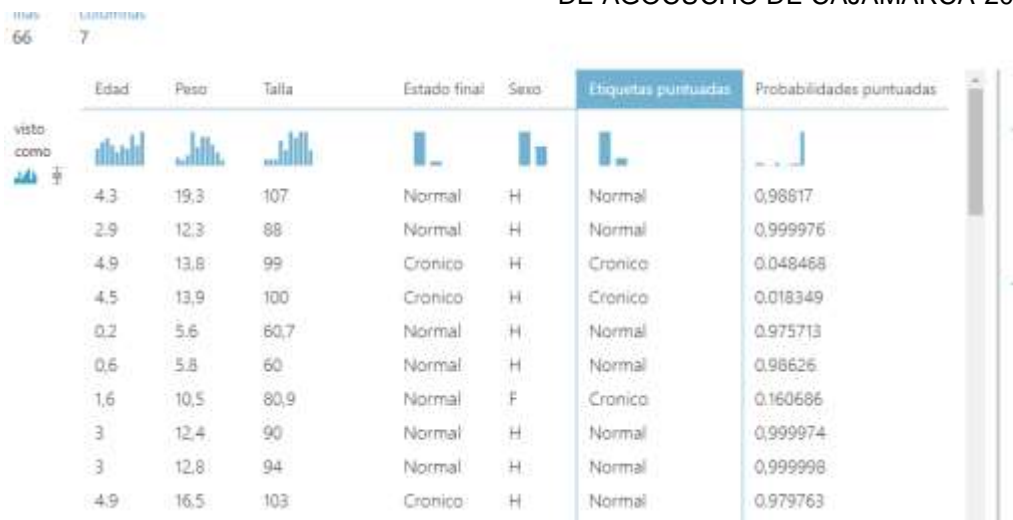 DE AGOCUCHO DE CAJAMARCA 20
filas columnas
66 7
Edad Peso Talla Estado final Sexo Etiquetas puntuadas Probabilidades puntuadas
visto
como
4.3 19,3 107 Normal H Normal 0,98817
2.9 12,3 88 Normal H Normal 0.999976
4.9 13,8 99 Cronico H Cronico 0.048468
4.5 13,9 100 Cronico H Cronico 0.018349
0,2 5.6 60,7 Normal H Normal 0.975713
0,6 5.8 60 Normal H Normal 0.98626
1,6 10,5 80,9 Normal F Cronico 0.160686
3 12,4 90 Normal H Normal 0,999974
3 12,8 94 Normal H Normal 0,999998
4.9 16.5 103 Cronico H Normal 0.979763